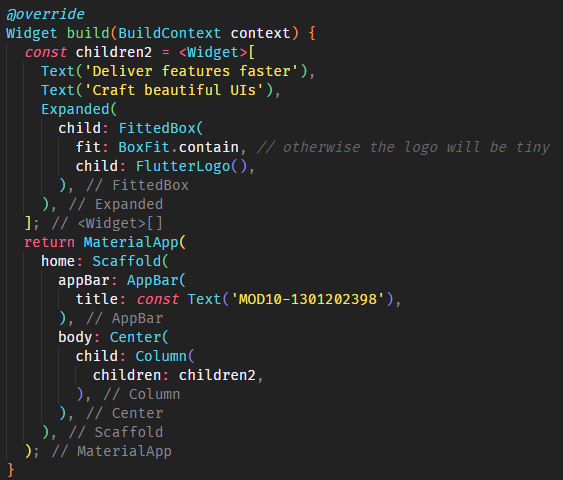 @override
Widget build(BuildContext context) {
  const children2 = <Widget>[
    Text('Deliver features faster'),
    Text('Craft beautiful UIs'),
    Expanded(
      child: FittedBox(
        fit: BoxFit.contain, // otherwise the logo will be tiny
        child: FlutterLogo(),
      ), // FittedBox
    ), // Expanded
  ]; // <Widget>[]
  return MaterialApp(
    home: Scaffold(
      appBar: AppBar(
        title: const Text('MOD10-1301202398'),
      ), // AppBar
      body: Center(
        child: Column(
          children: children2,
        ), // Column
      ), // Center
    ), // Scaffold
  ); // MaterialApp
}